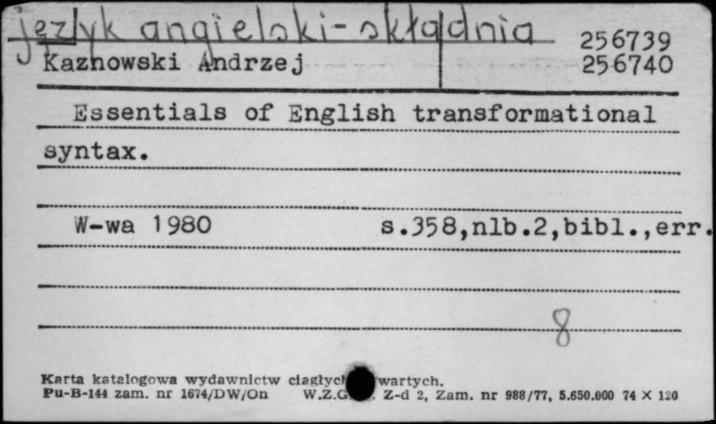 język angielski - składnia
256739
Kaznowski Andrzej 256740
Essentials of English transformational
syntax.
W-wa 1980 s.358,nlb.2,bibl.,err.
8
Karta katalogowa wydawnictw
Pu-B-144 zam. nr 1674/DW/On Z-d 2, Zam. nr 988/77, 5.650.000 74 X 120